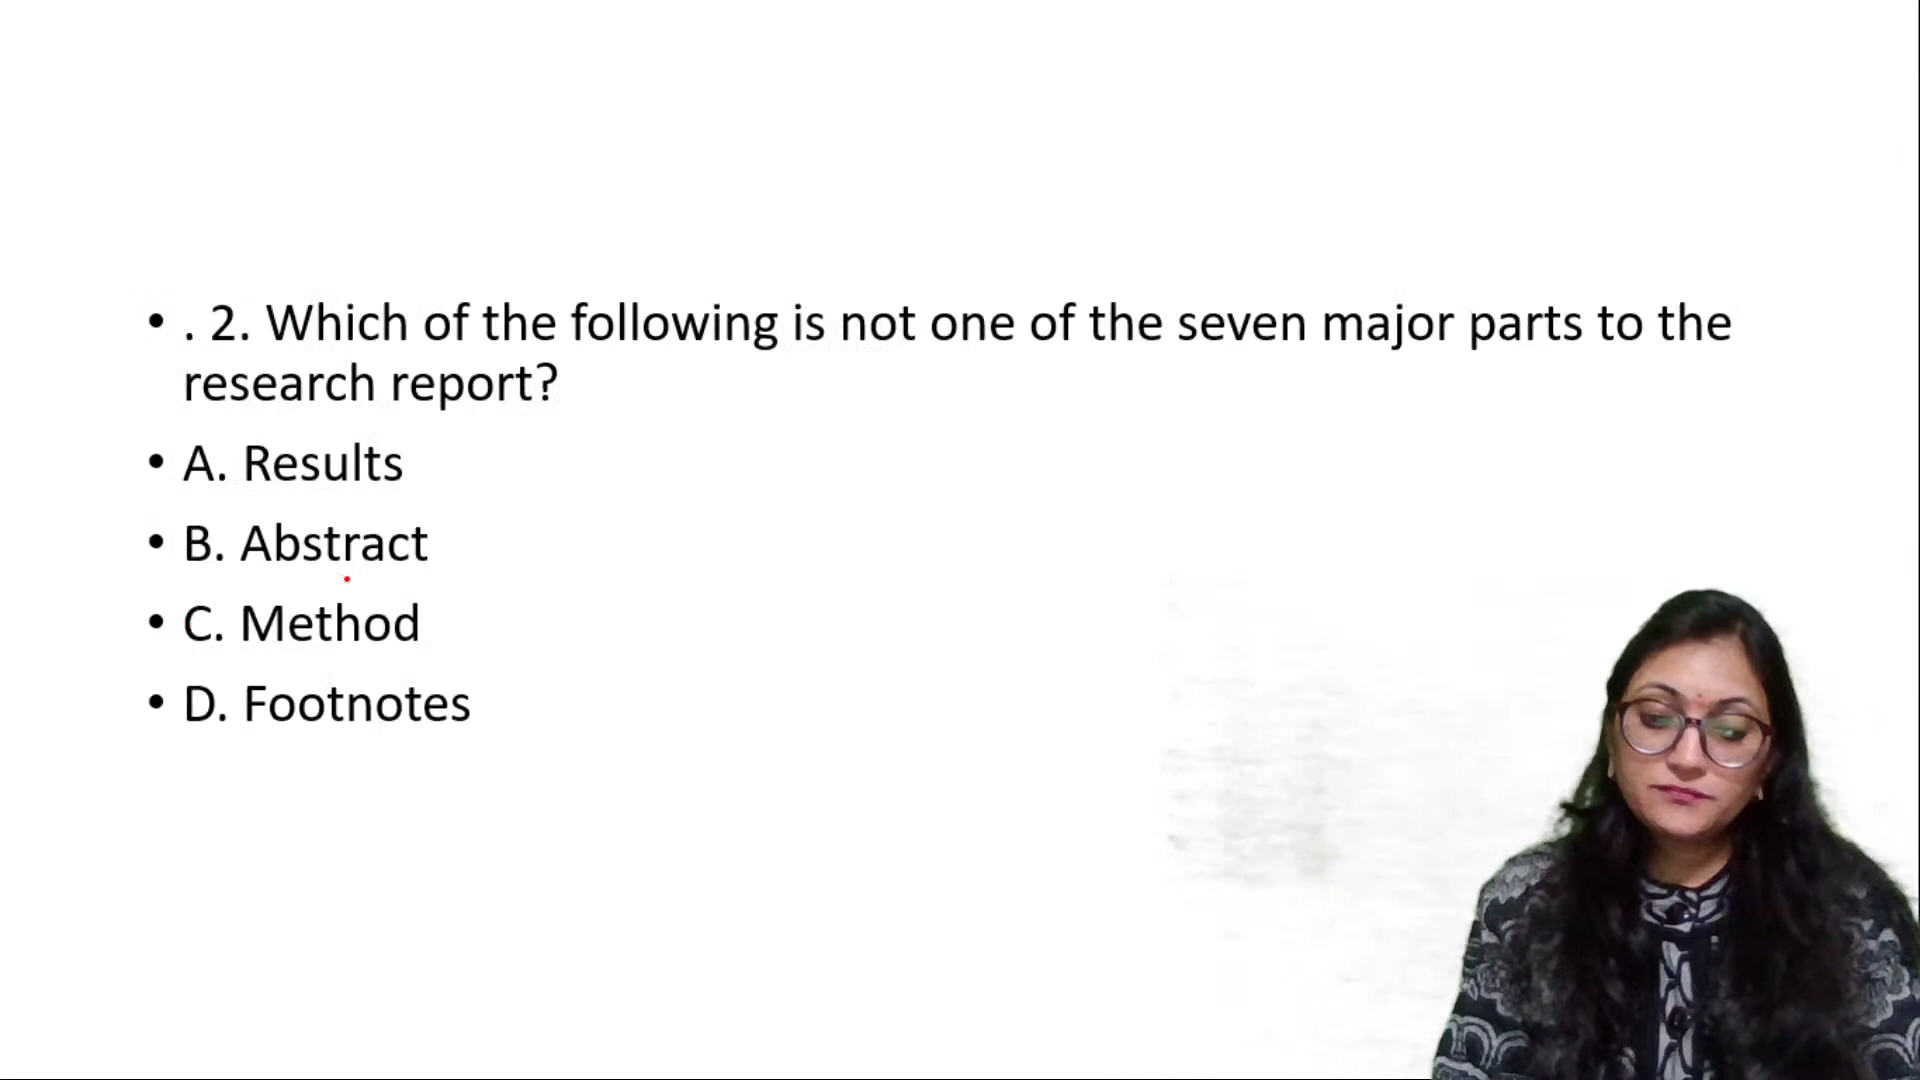 • . 2. Which of the following is not one of the seven major parts to the
research report?
• A. Results
• B. Abstract
• C. Method
• D. Footnotes